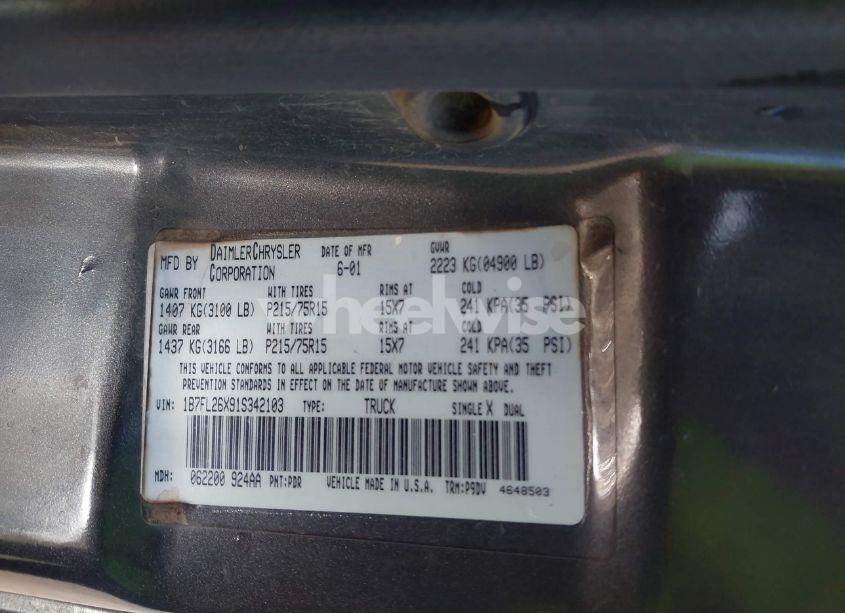 MFD BY DAIMLERCHRYSLER CORPORATION DATE OF MFR 6-01 GVWR 2223 KG(04900 LB)
GAWR FRONT WITH TIRES RIMS AT COLD
1407 KG(3100 LB) P215/75R15 15X7 241 KPA(35 PSI)
GAWR REAR WITH TIRES RIMS AT COLD
1437 KG(3166 LB) P215/75R15 15X7 241 KPA(35 PSI)
THIS VEHICLE CONFORMS TO ALL APPLICABLE FEDERAL MOTOR VEHICLE SAFETY AND THEFT
PREVENTION STANDARDS IN EFFECT ON THE DATE OF MANUFACTURE SHOWN ABOVE.
VIN: 1B7FL26X91S342103 TYPE: TRUCK SINGLE X DUAL
MDH: 062200 924AA PNT:PDR VEHICLE MADE IN U.S.A. TRM:P9DV 4648503
wheelwise